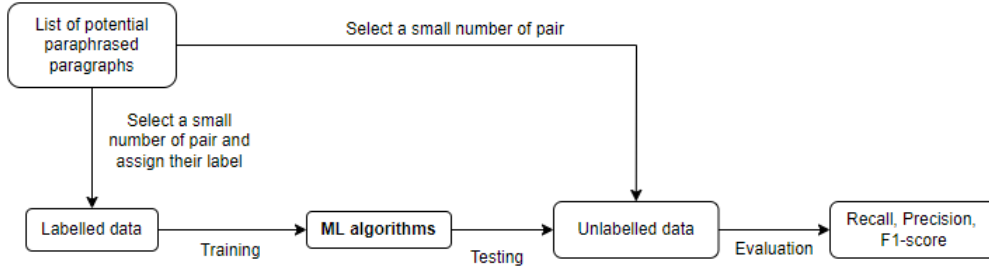 List of potential
paraphrased
paragraphs
Select a small number of pair
Select a small
number of pair and
assign their label
Labelled data
Training
ML algorithms
Testing
Unlabelled data
Evaluation
Recall, Precision,
F1-score